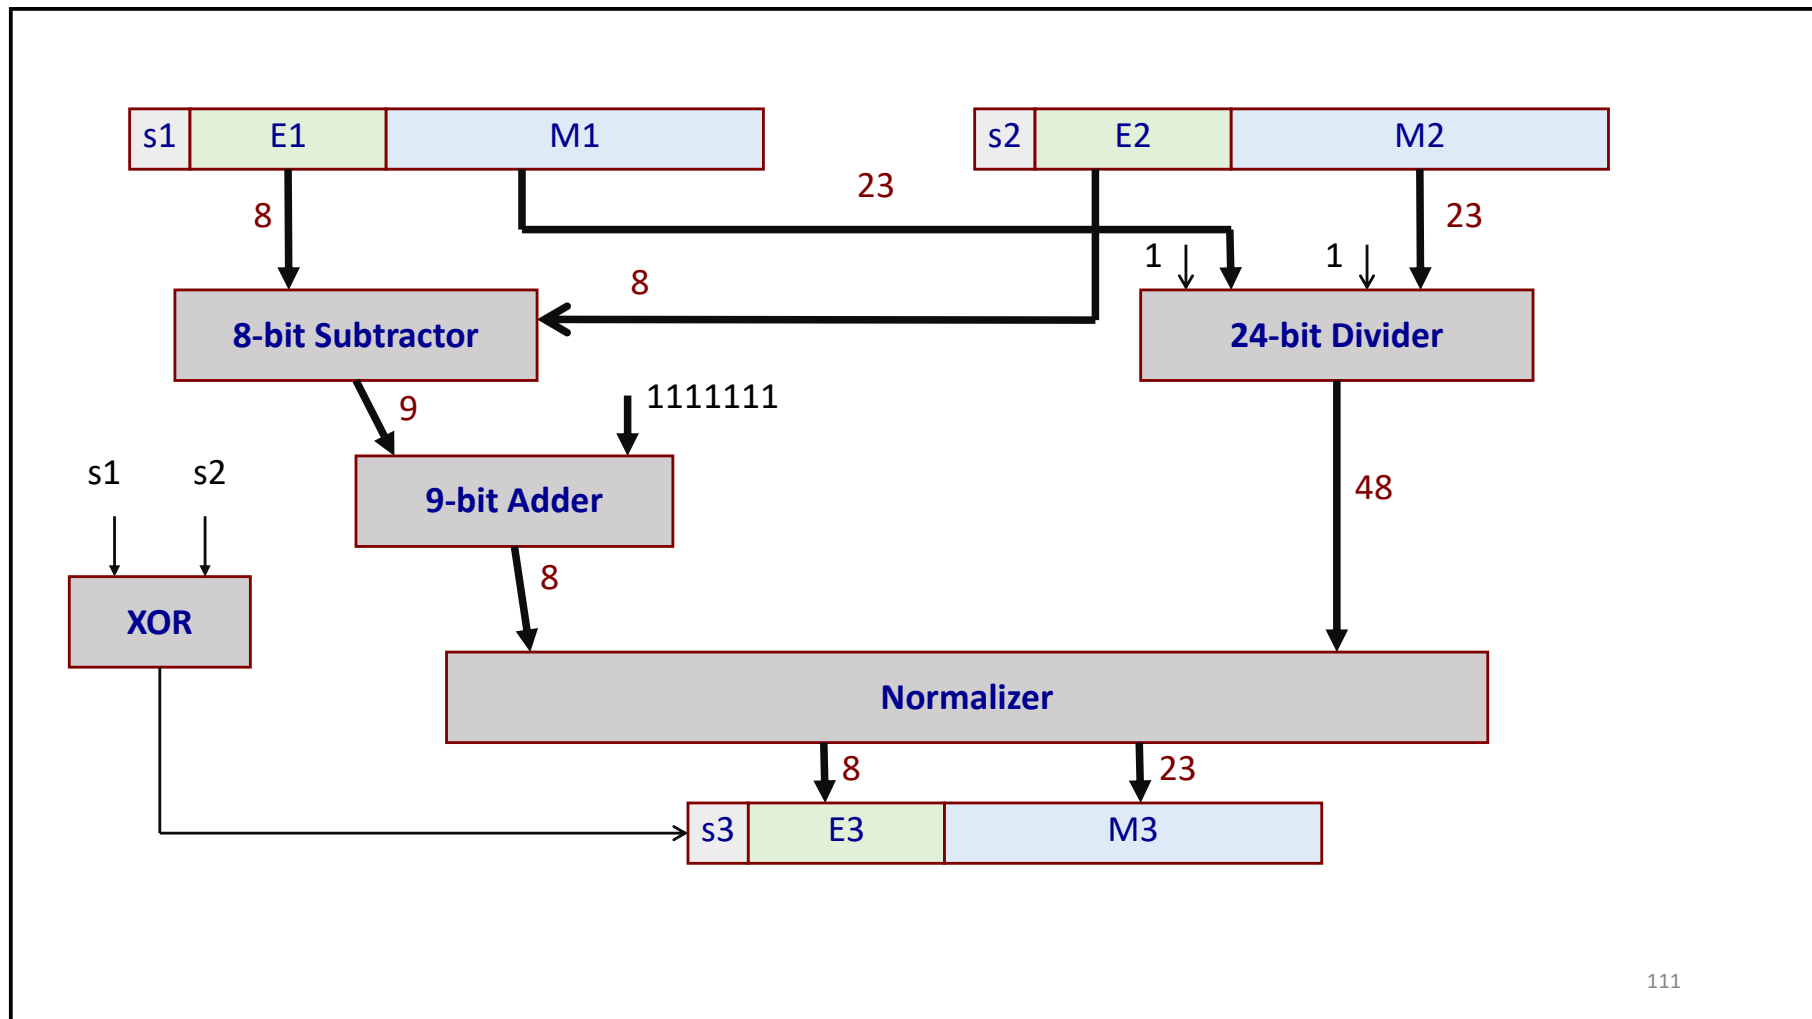 s1 E1 M1 s2 E2 M2
23
8 23
1 1
8
8-bit Subtractor 24-bit Divider
9 1111111
s1 s2
9-bit Adder 48
8
XOR
Normalizer
8 23
s3 E3 M3
111